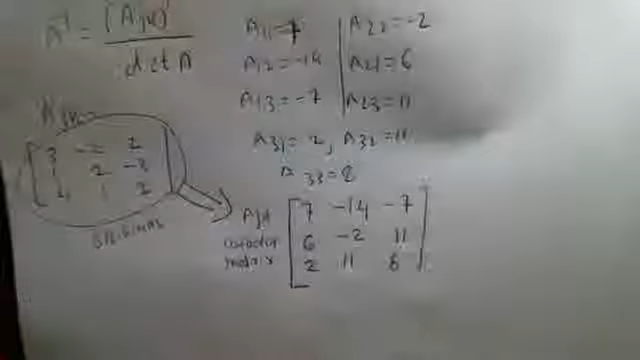 A⁻¹ = (Adj)ᵗ / det A
A11 = 7 | A22 = -2
A12 = -14 | A21 = 6
A13 = -7 | A23 = 11
A31 = 2, A32 = 11
A33 = 8
[3 -2 2
1 2 -3
1 2]
ORIGINAL
Adj
cofactor
matrix
[7 -14 -7
6 -2 11
2 11 8]